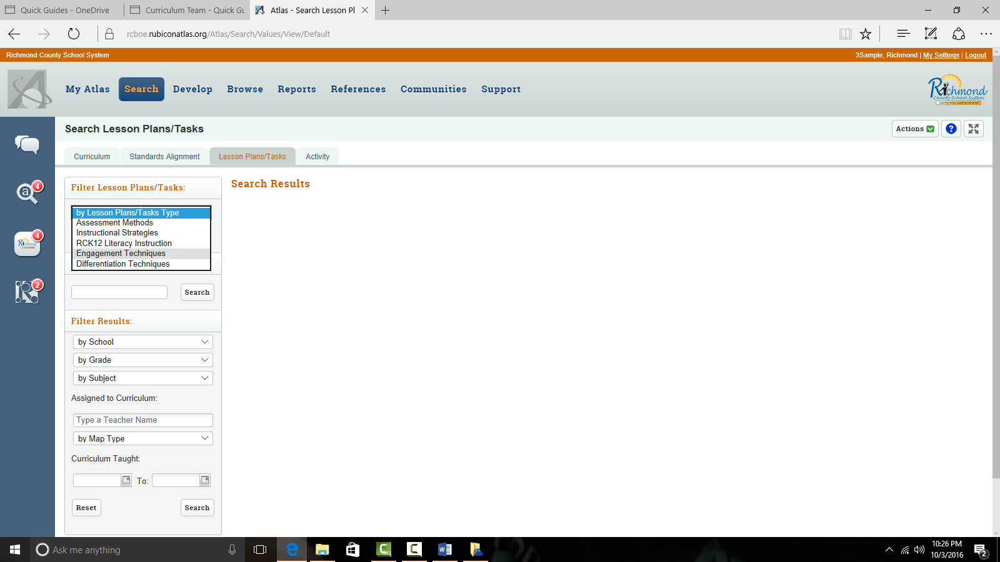 Quick Guides - OneDrive
Curriculum Team - Quick Gu
Atlas - Search Lesson Pl
rcboe.rubiconatlas.org/Atlas/Search/Values/View/Default
Richmond County School System
3Sample, Richmond | My Settings | Logout
My Atlas
Search
Develop
Browse
Reports
References
Communities
Support
Richmond
County School System
Learning today, Leading tomorrow
Search Lesson Plans/Tasks
Actions
?
Curriculum
Standards Alignment
Lesson Plans/Tasks
Activity
a
4
4
2
Filter Lesson Plans/Tasks:
by Lesson Plans/Tasks Type
Assessment Methods
Instructional Strategies
RCK12 Literacy Instruction
Engagement Techniques
Differentiation Techniques
Search
Filter Results:
by School
by Grade
by Subject
Assigned to Curriculum:
Type a Teacher Name
by Map Type
Curriculum Taught:
To:
Reset
Search
Search Results
Ask me anything
10:26 PM
10/3/2016
2